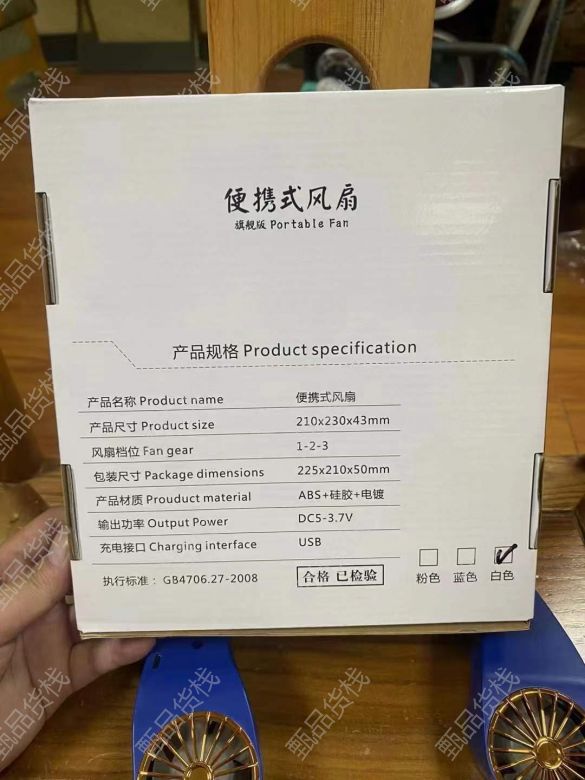 便携式风扇
旗舰版 Portable Fan
产品规格 Product specification
产品名称 Product name 便携式风扇
产品尺寸 Product size 210x230x43mm
风扇档位 Fan gear 1-2-3
包装尺寸 Package dimensions 225x210x50mm
产品材质 Prouduct material ABS+硅胶+电镀
输出功率 Output Power DC5-3.7V
充电接口 Charging interface USB
执行标准：GB4706.27-2008 合格 已检验
粉色 蓝色 白色
甄品货栈